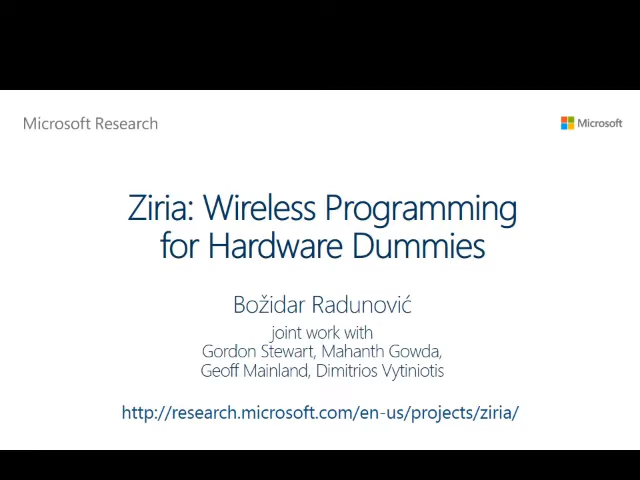 Microsoft Research
Microsoft
Ziria: Wireless Programming
for Hardware Dummies
Božidar Radunović
joint work with
Gordon Stewart, Mahanth Gowda,
Geoff Mainland, Dimitrios Vytiniotis
http://research.microsoft.com/en-us/projects/ziria/